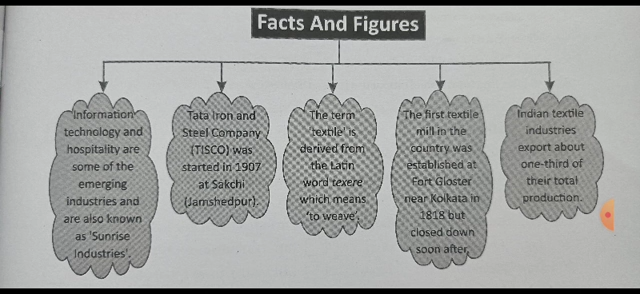 Facts And Figures
Information
technology and
hospitality are
some of the
emerging
industries and
are also known
as 'Sunrise
Industries'.
Tata Iron and
Steel Company
(TISCO) was
started in 1907
at Sakchi
(Jamshedpur).
The term
'textile' is
derived from
the Latin
word texere
which means
'to weave'.
The first textile
mill in the
country was
established at
Fort Gloster
near Kolkata in
1818 but
closed down
soon after.
Indian textile
industries
export about
one-third of
their total
production.